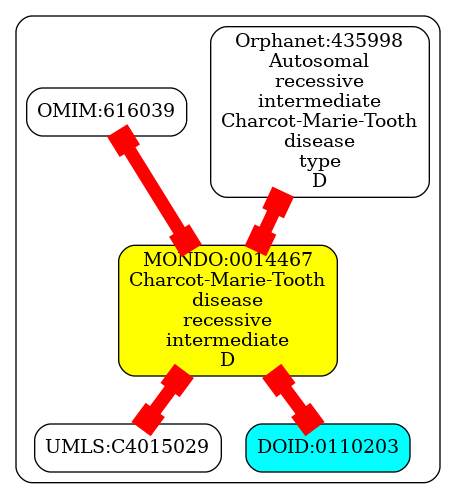 OMIM:616039
Orphanet:435998
Autosomal
recessive
intermediate
Charcot-Marie-Tooth
disease
type
D
MONDO:0014467
Charcot-Marie-Tooth
disease
recessive
intermediate
D
UMLS:C4015029
DOID:0110203